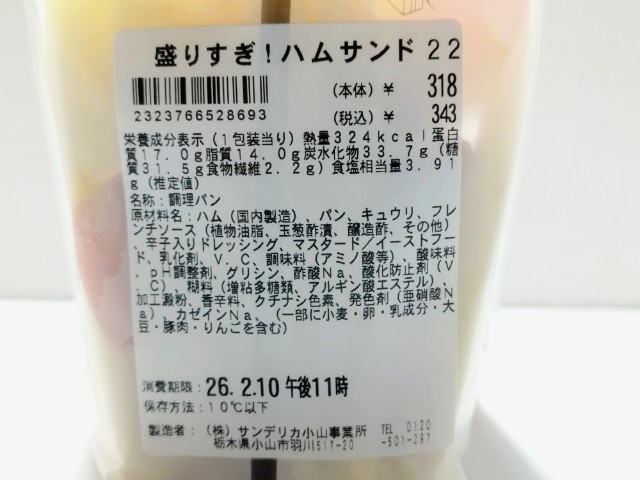 盛りすぎ！ハムサンド 22
(本体)￥ 318
2323766528693 (税込)￥ 343
栄養成分表示(1包装当り)熱量324kcal蛋白
質17.0g脂質14.0g炭水化物33.7g(糖
質31.5g食物繊維2.2g)食塩相当量3.91
g(推定値)
名称:調理パン
原材料名:ハム(国内製造)、パン、キュウリ、フレ
ンチソース(植物油脂、玉葱酢漬、醸造酢、その他)
、辛子入りドレッシング、マスタード／イーストフー
ド、乳化剤、V.C、調味料(アミノ酸等)、酸味料
、pH調整剤、グリシン、酢酸Na、酸化防止剤(V
.C)、糊料(増粘多糖類、アルギン酸エステル)、
加工澱粉、香辛料、クチナシ色素、発色剤(亜硝酸N
a)、カゼインNa、(一部に小麦・卵・乳成分・大
豆・豚肉・りんごを含む)
消費期限:26.2.10午後11時
保存方法:10℃以下
製造者:(株)サンデリカ小山事業所 TEL 0120
栃木県小山市羽川517-20 -501-297